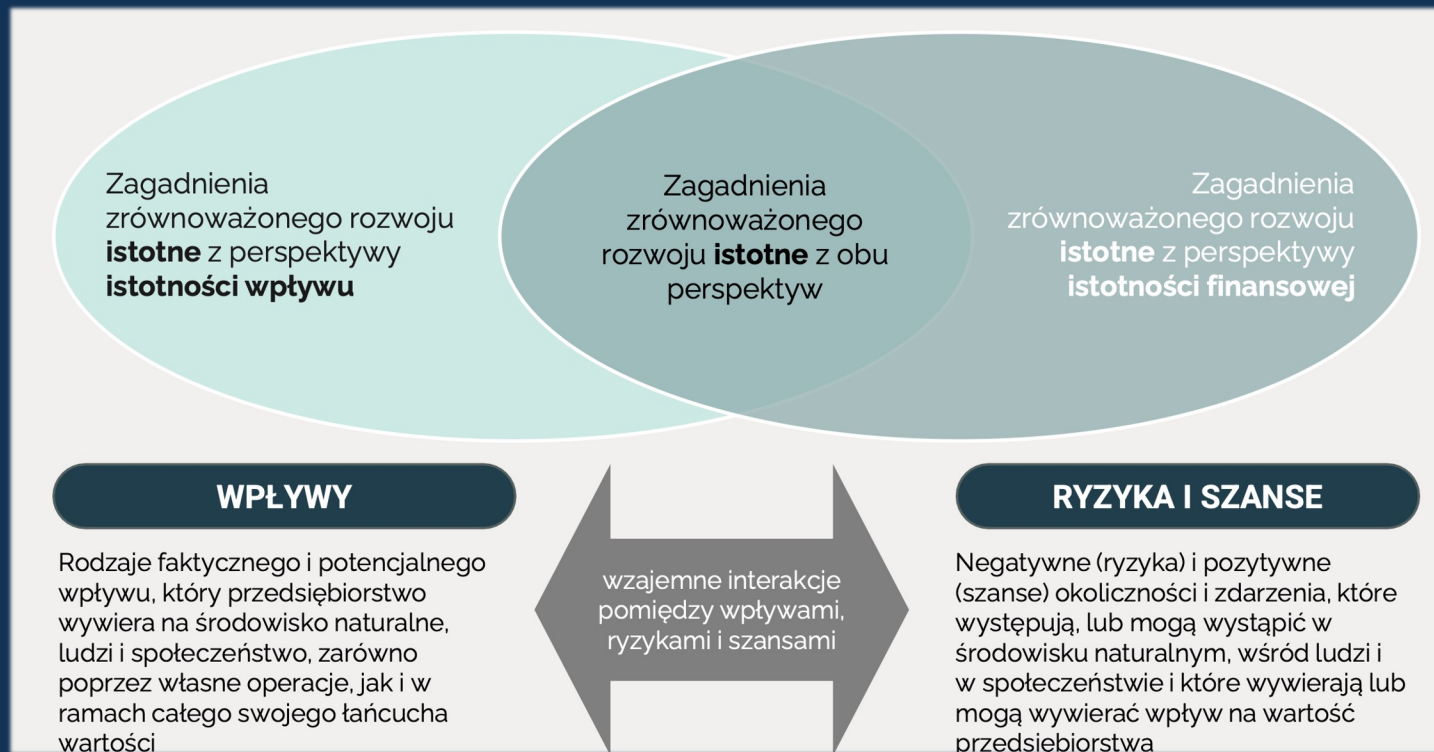 Zagadnienia
zrównoważonego rozwoju
istotne z perspektywy
istotności wpływu
Zagadnienia
zrównoważonego
rozwoju istotne z obu
perspektyw
Zagadnienia
zrównoważonego rozwoju
istotne z perspektywy
istotności finansowej
WPŁYWY
Rodzaje faktycznego i potencjalnego
wpływu, który przedsiębiorstwo
wywiera na środowisko naturalne,
ludzi i społeczeństwo, zarówno
poprzez własne operacje, jak i w
ramach całego swojego łańcucha
wartości
wzajemne interakcje
pomiędzy wpływami,
ryzykami i szansami
RYZYKA I SZANSE
Negatywne (ryzyka) i pozytywne
(szanse) okoliczności i zdarzenia, które
występują, lub mogą wystąpić w
środowisku naturalnym, wśród ludzi i
w społeczeństwie i które wywierają lub
mogą wywierać wpływ na wartość
przedsiębiorstwa